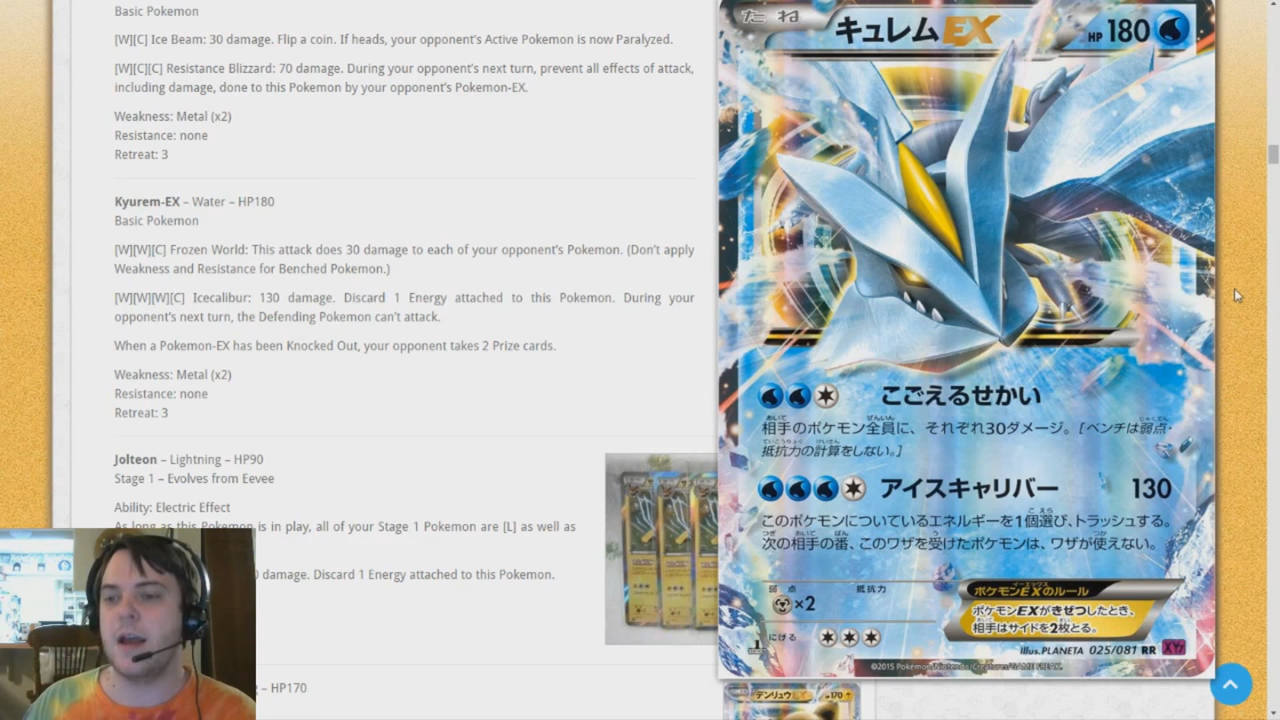 Basic Pokemon
30 damage. Flip a coin. If heads, your opponent's Active Pokemon is now Paralyzed.
[W][C][C] Resistance Blizzard: 70 damage. During your opponent's next turn, prevent all effects of attack,
including damage, done to this Pokemon by your opponent's Pokemon-EX.
Weakness: Metal (x2)
Resistance: none
Retreat: 3
Kyurem-EX – Water – HP180
Basic Pokemon
[W][W][C] Frozen World: This attack does 30 damage to each of your opponent's Pokemon. (Don't apply
Weakness and Resistance for Benched Pokemon.)
[W][W][W][C] Icecalibur: 130 damage. Discard 1 Energy attached to this Pokemon. During your
opponent's next turn, the Defending Pokemon can't attack.
When a Pokemon-EX has been Knocked Out, your opponent takes 2 Prize cards.
Weakness: Metal (x2)
Resistance: none
Retreat: 3
Jolteon – Lightning – HP90
Stage 1 – Evolves from Eevee
Ability: Electric Effect
As long as this Pokemon is in play, all of your Stage 1 Pokemon are [L] as well as
0 damage. Discard 1 Energy attached to this Pokemon.
– HP170
たね
キュレムEX
HP 180
こごえるせかい
相手のポケモン全員に、それぞれ30ダメージ。[ベンチは弱点・
抵抗力の計算をしない。]
アイスキャリバー 130
このポケモンについているエネルギーを1個選び、トラッシュする。
次の相手の番、このワザを受けたポケモンは、ワザが使えない。
弱点 抵抗力
×2
にげる
ポケモンEXのルール
ポケモンEXがきぜつしたとき、
相手はサイドを2枚とる。
Illus. PLANETA 025/081 RR XY7
©2015 Pokémon/Nintendo/Creatures/GAME FREAK.
デンリュウ HP170